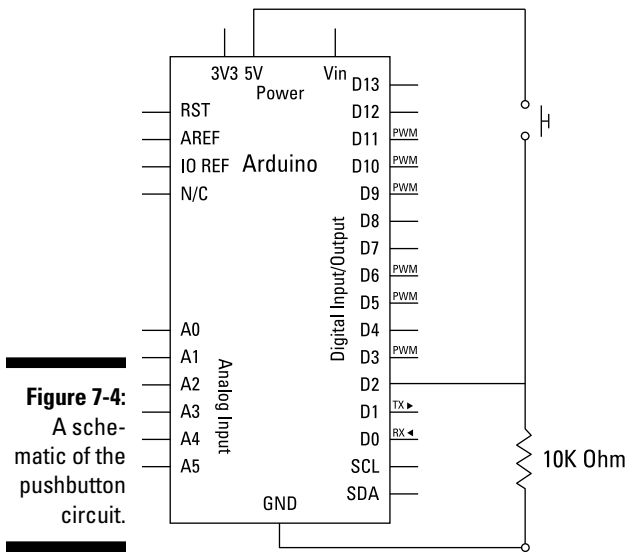 3V3 5V Vin
Power
D13
RST D12
AREF D11 PWM
IO REF Arduino D10 PWM
N/C D9 PWM
D8
D7
D6 PWM
D5 PWM
Digital Input/Output
A0 D4
A1 D3 PWM
A2 D2
A3 D1 TX ►
A4 D0 RX ◄
A5 SCL
Analog Input
SDA
GND
10K Ohm
Figure 7-4:
A sche-
matic of the
pushbutton
circuit.